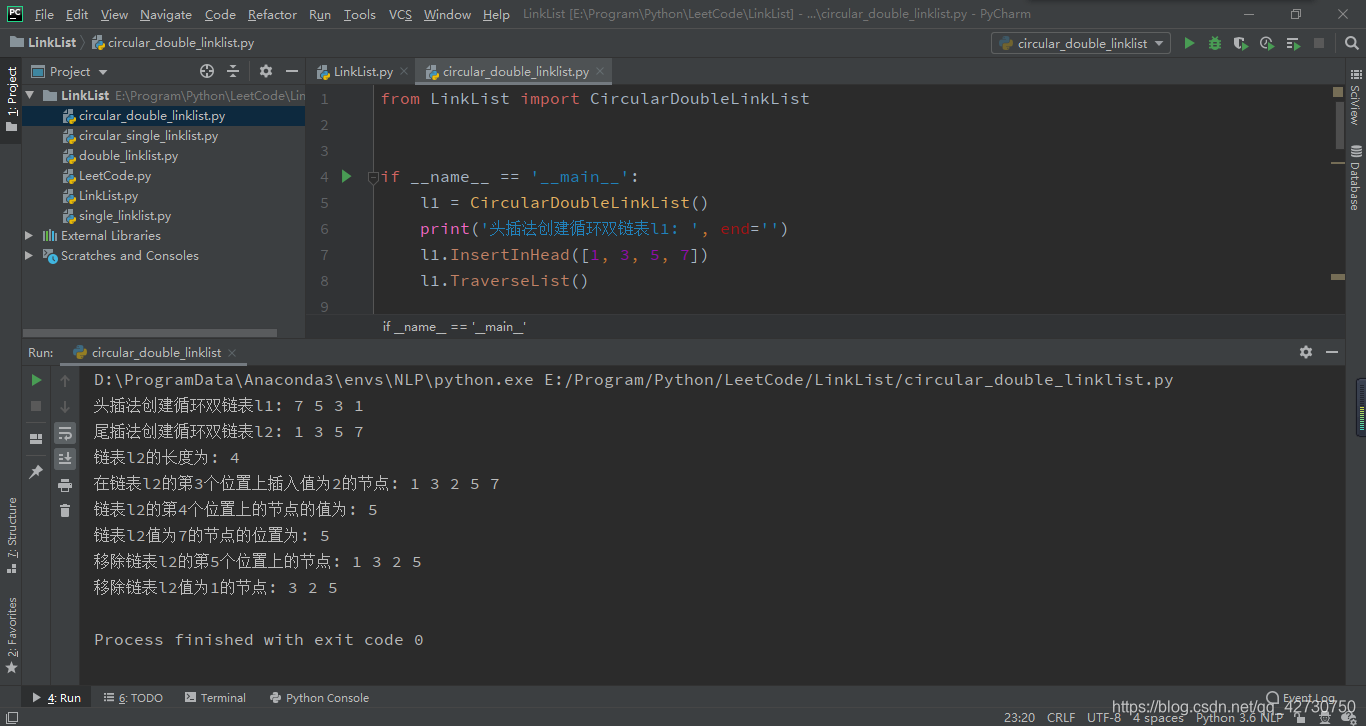 PC File Edit View Navigate Code Refactor Run Tools VCS Window Help LinkList [E:\Program\Python\LeetCode\LinkList] - ...\circular_double_linklist.py - PyCharm
LinkList circular_double_linklist.py circular_double_linklist
1: Project
Project
LinkList E:\Program\Python\LeetCode\Lin
circular_double_linklist.py
circular_single_linklist.py
double_linklist.py
LeetCode.py
LinkList.py
single_linklist.py
External Libraries
Scratches and Consoles
LinkList.py circular_double_linklist.py
1 from LinkList import CircularDoubleLinkList
2
3
4 if __name__ == '__main__':
5 l1 = CircularDoubleLinkList()
6 print('头插法创建循环双链表l1: ', end='')
7 l1.InsertInHead([1, 3, 5, 7])
8 l1.TraverseList()
9
if __name__ == '__main__'
SciView
Database
Run: circular_double_linklist
D:\ProgramData\Anaconda3\envs\NLP\python.exe E:/Program/Python/LeetCode/LinkList/circular_double_linklist.py
头插法创建循环双链表l1: 7 5 3 1
尾插法创建循环双链表l2: 1 3 5 7
链表l2的长度为: 4
在链表l2的第3个位置上插入值为2的节点: 1 3 2 5 7
链表l2的第4个位置上的节点的值为: 5
链表l2值为7的节点的位置为: 5
移除链表l2的第5个位置上的节点: 1 3 2 5
移除链表l2值为1的节点: 3 2 5
Process finished with exit code 0
7: Structure
2: Favorites
4: Run 6: TODO Terminal Python Console Event Log
https://blog.csdn.net/qq_42730750
23:20 CRLF UTF-8 4 spaces Python 3.6 NLP